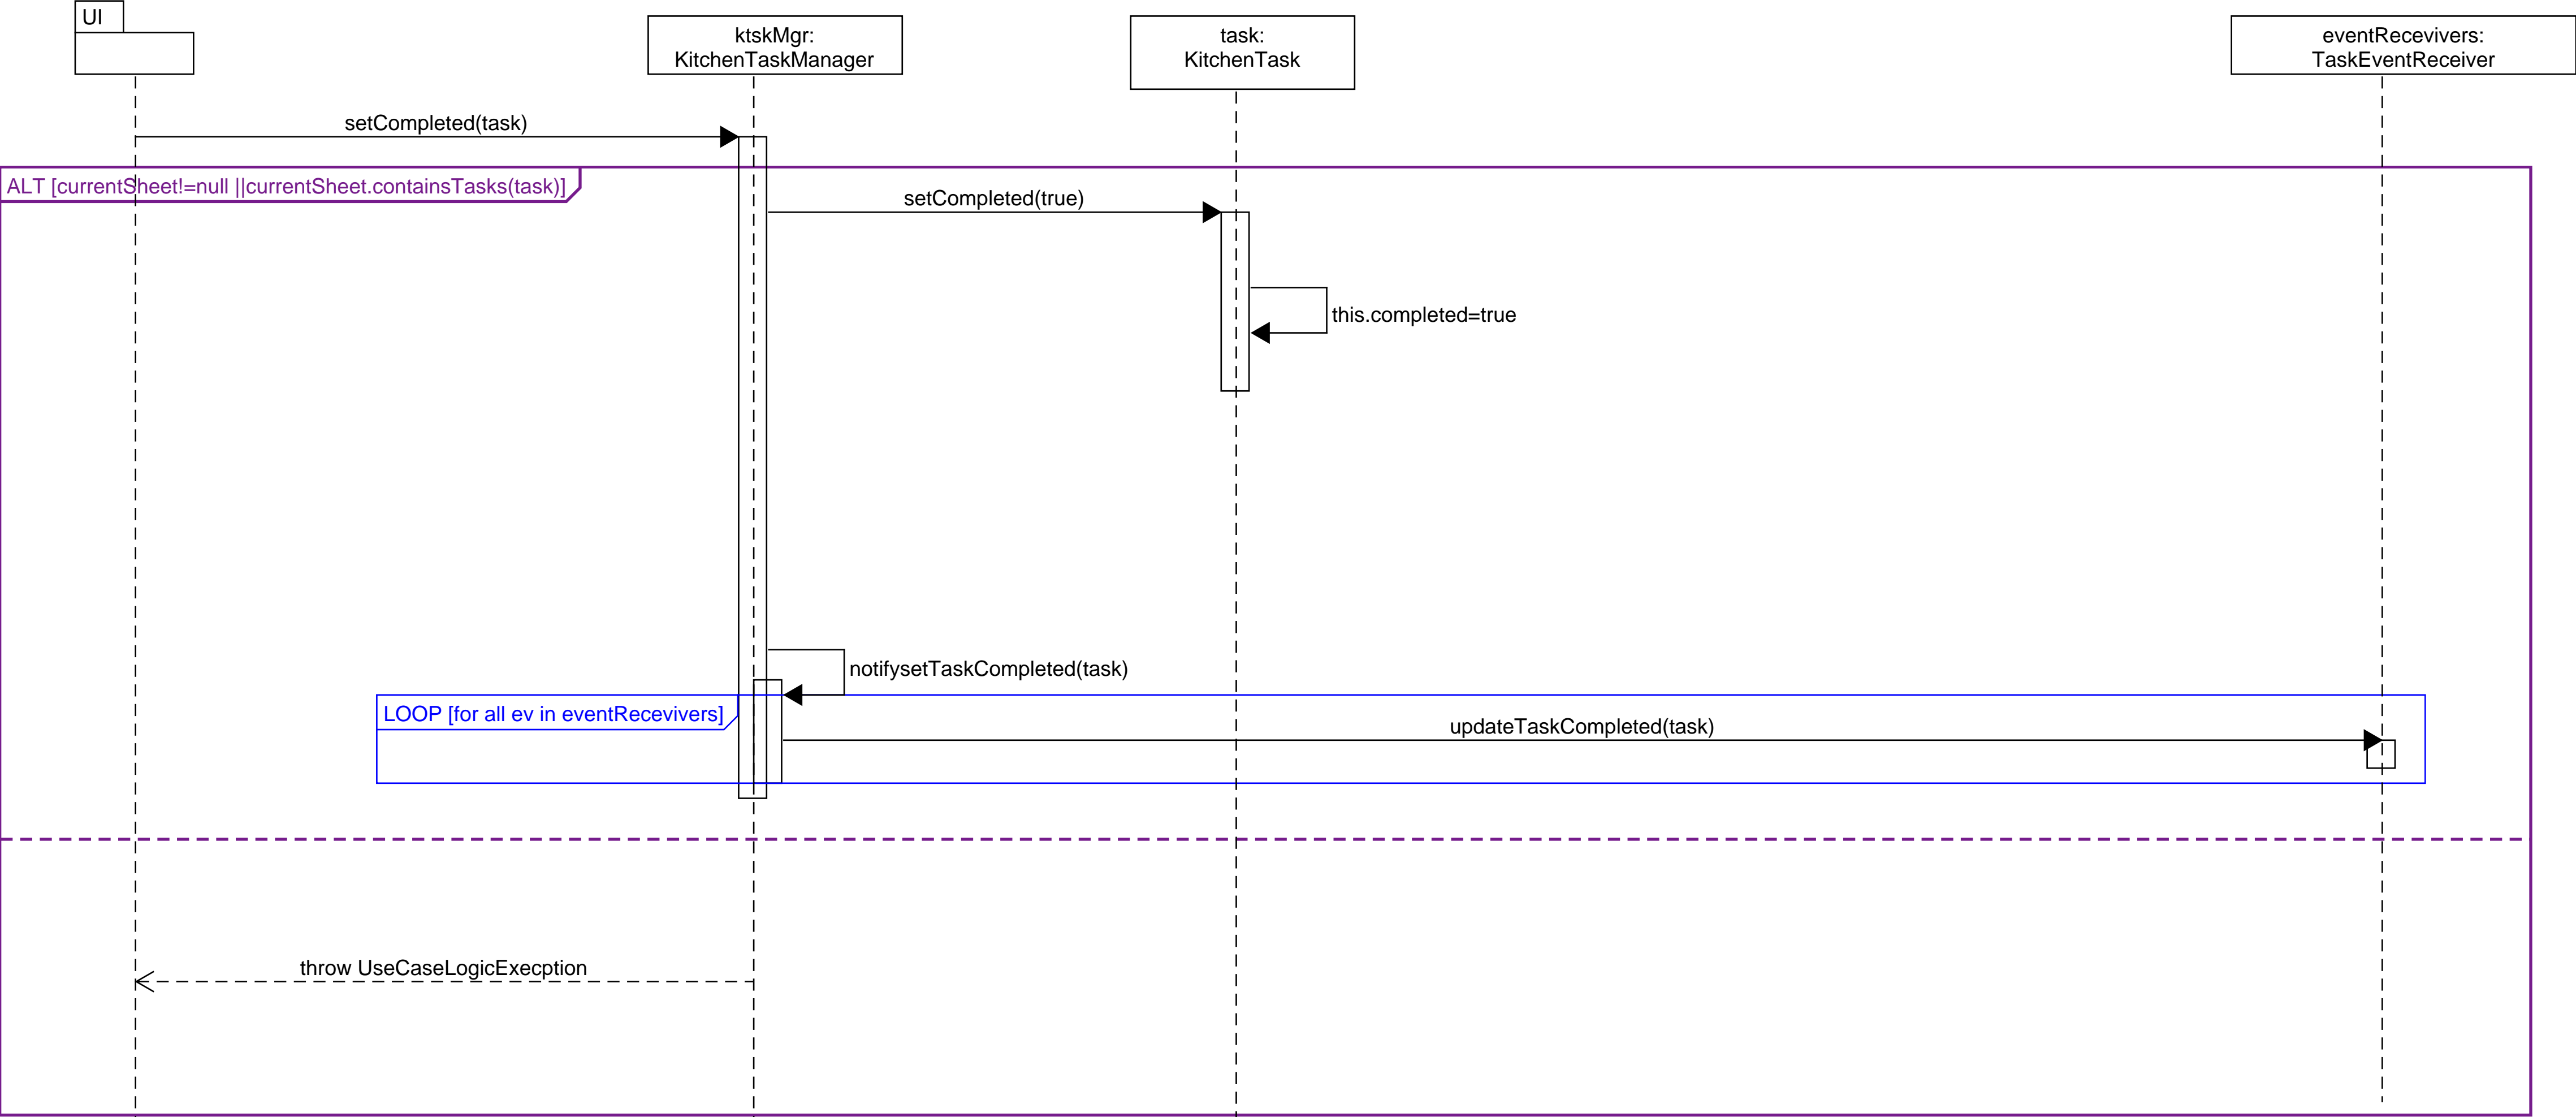 UI
ktskMgr:
KitchenTaskManager
task:
KitchenTask
eventRecevivers:
TaskEventReceiver
setCompleted(task)
ALT [currentSheet!=null ||currentSheet.containsTasks(task)]
setCompleted(true)
this.completed=true
notifysetTaskCompleted(task)
LOOP [for all ev in eventRecevivers]
updateTaskCompleted(task)
throw UseCaseLogicExecption